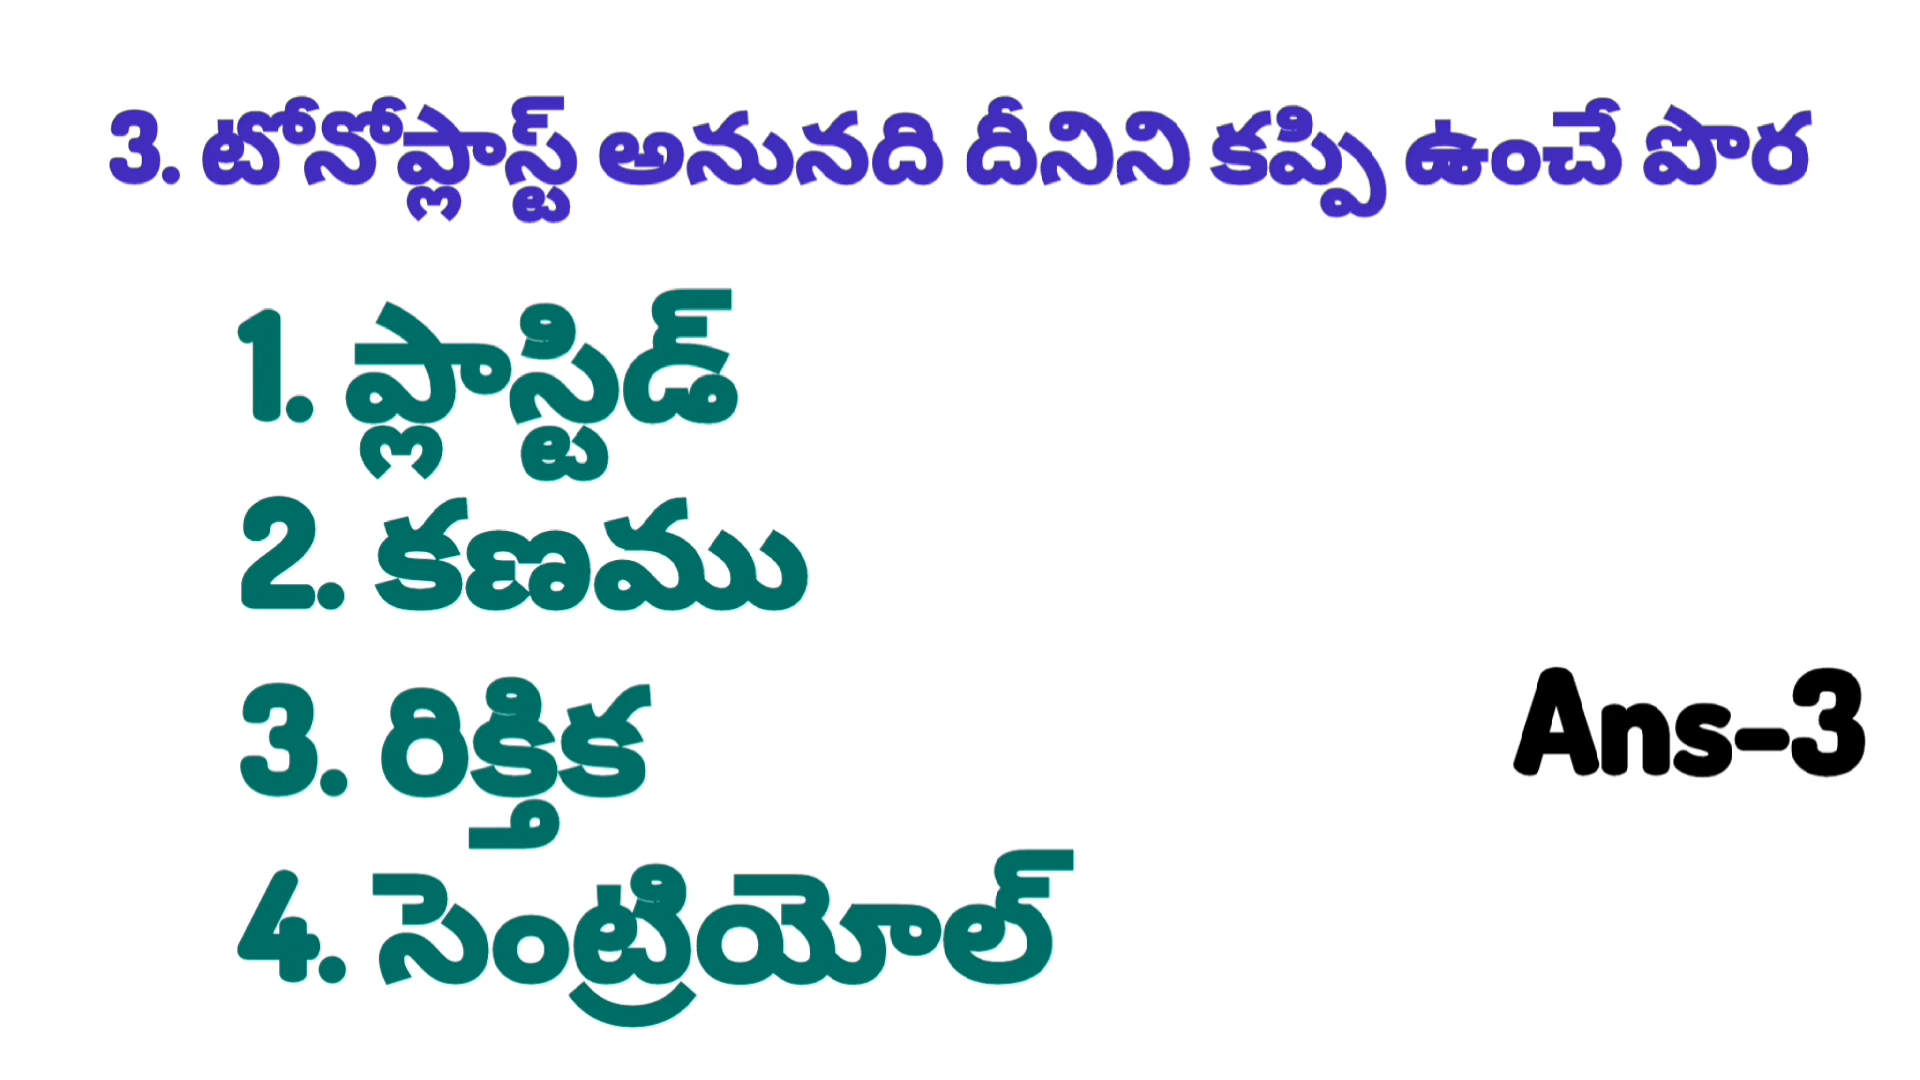 3. టోనోప్లాస్ట్ అనునది దీనిని కప్పి ఉంచే పొర
1. ప్లాస్టిడ్
2. కణము
3. రిక్తిక
Ans-3
4. సెంట్రియోల్